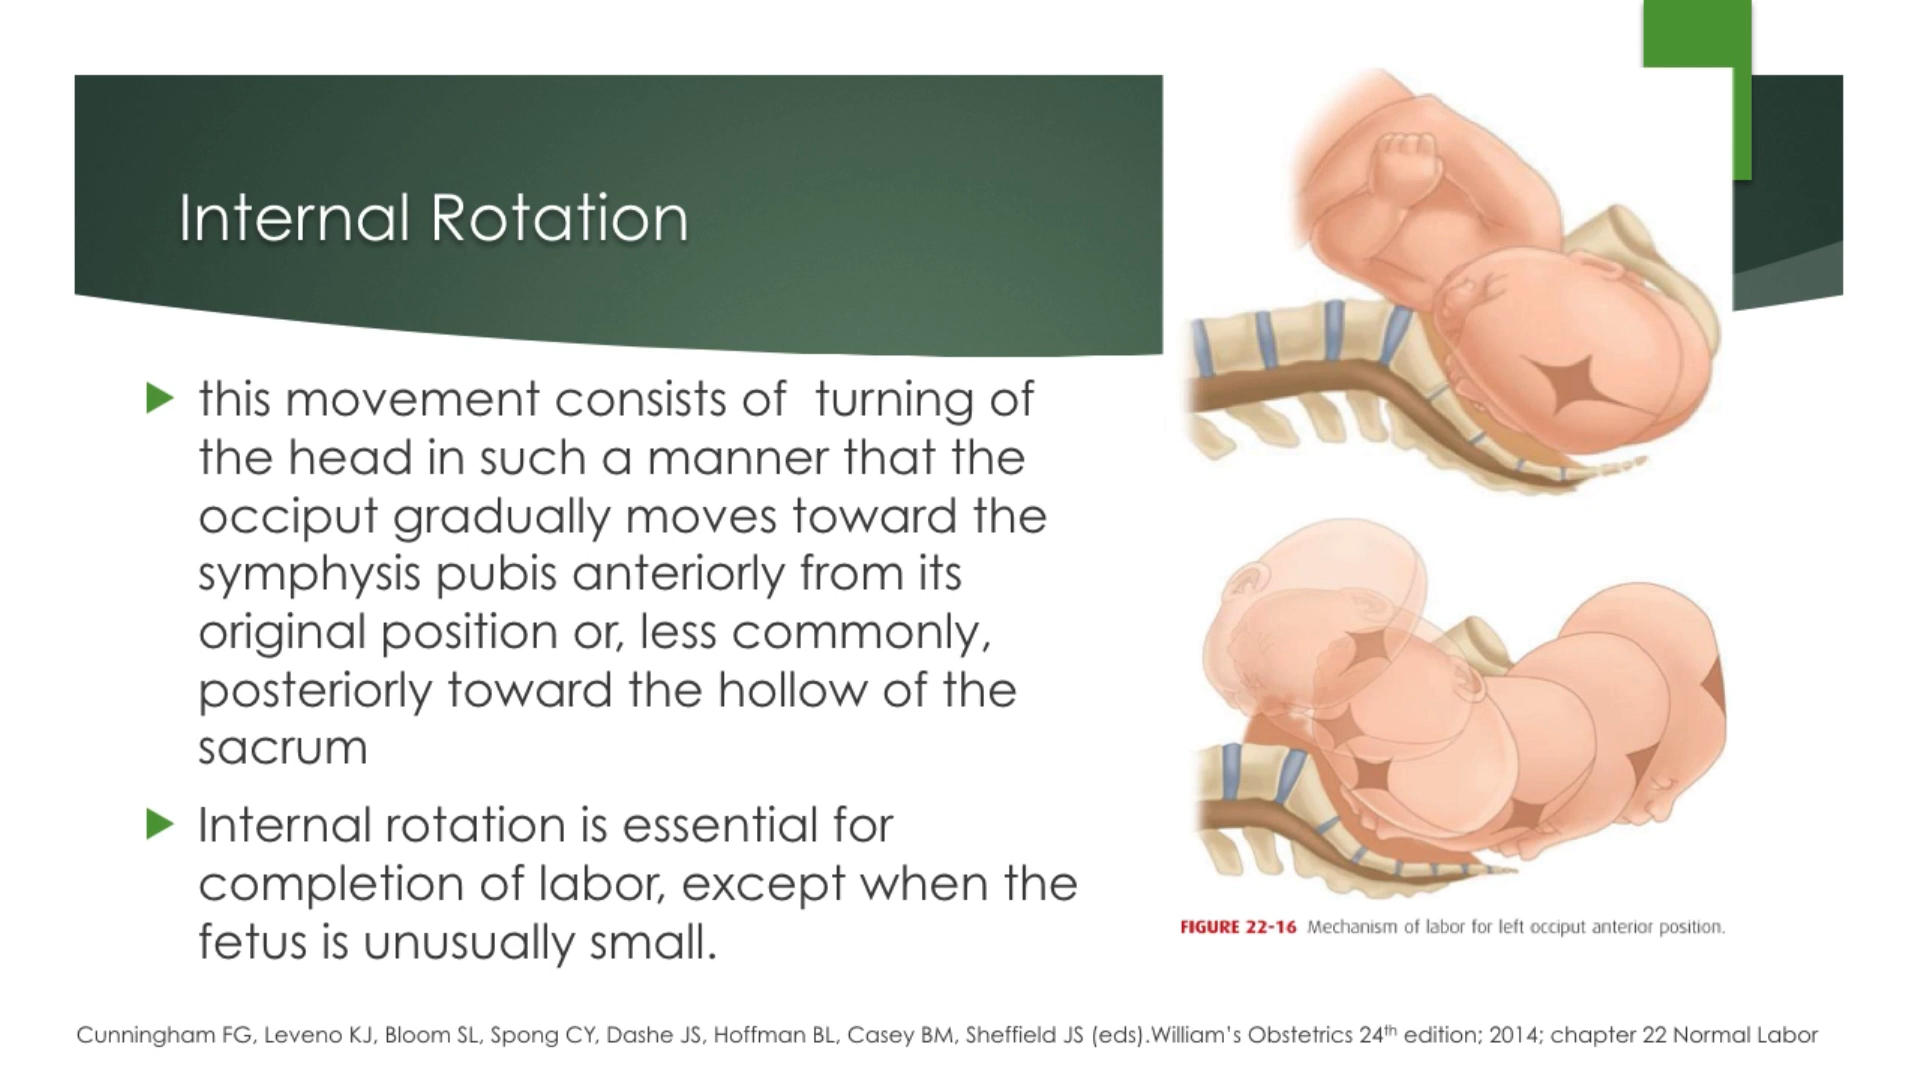 Internal Rotation
this movement consists of  turning of
the head in such a manner that the
occiput gradually moves toward the
symphysis pubis anteriorly from its
original position or, less commonly,
posteriorly toward the hollow of the
sacrum
Internal rotation is essential for
completion of labor, except when the
fetus is unusually small.
FIGURE 22-16 Mechanism of labor for left occiput anterior position.
Cunningham FG, Leveno KJ, Bloom SL, Spong CY, Dashe JS, Hoffman BL, Casey BM, Sheffield JS (eds).William’s Obstetrics 24th edition; 2014; chapter 22 Normal Labor